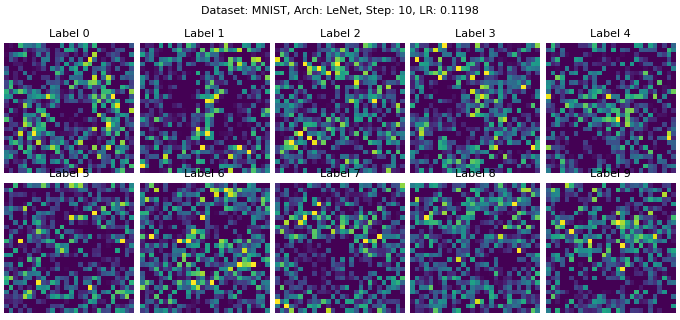 Dataset: MNIST, Arch: LeNet, Step: 10, LR: 0.1198
Label 0 Label 1 Label 2 Label 3 Label 4
Label 5 Label 6 Label 7 Label 8 Label 9